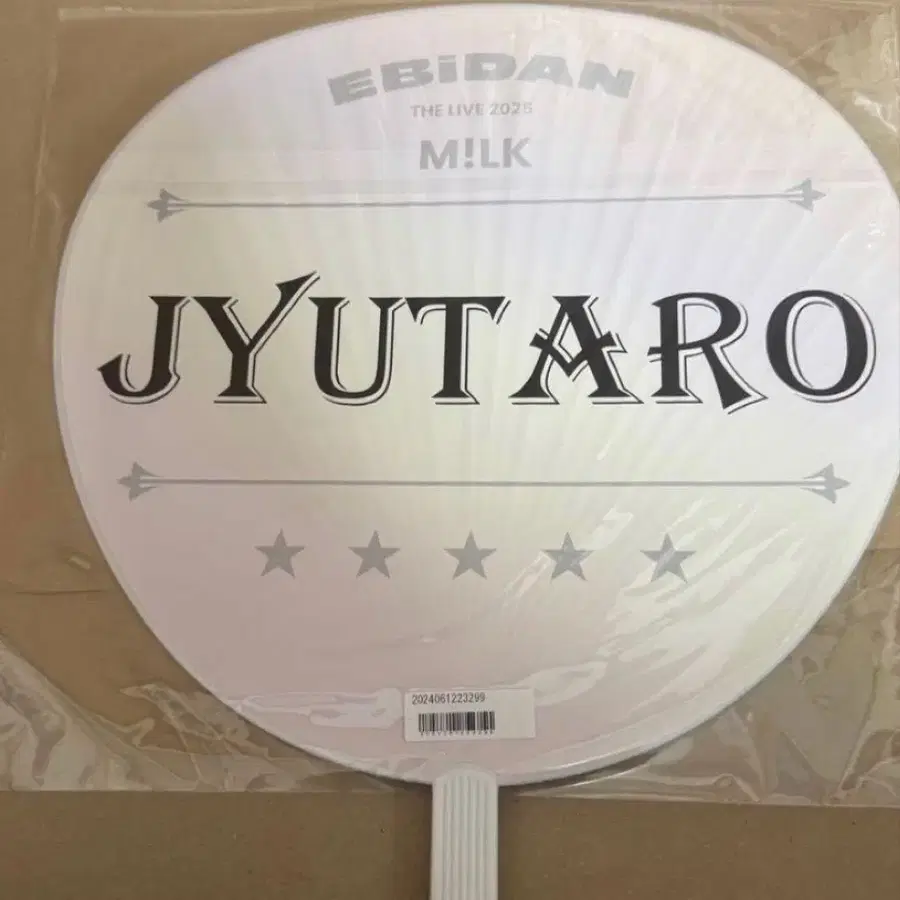 EBiDAN
THE LIVE 2025
M!LK
JYUTARO
2024061223299